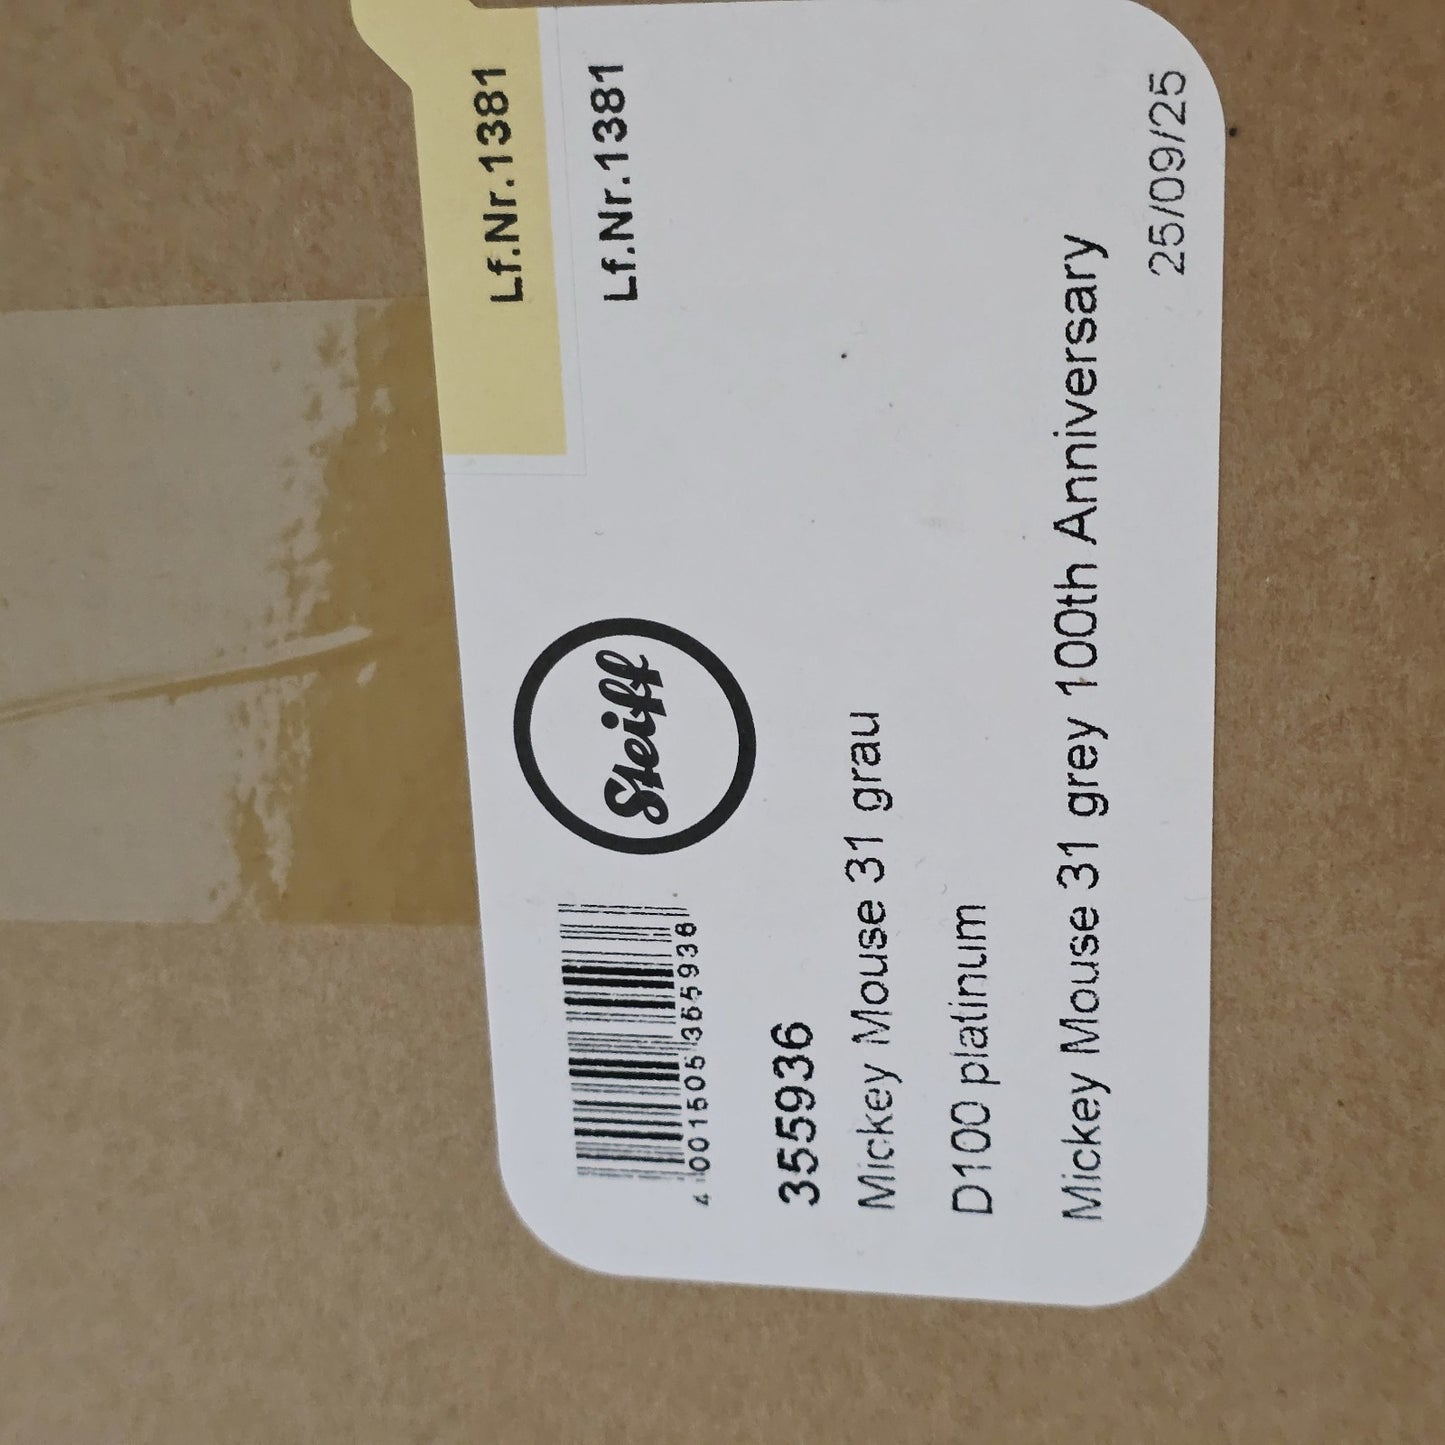 Lf.Nr.1381
Lf.Nr.1381
Steiff
4 001505 355936
355936
Mickey Mouse 31 grau
D100 platinum
Mickey Mouse 31 grey 100th Anniversary
25/09/25